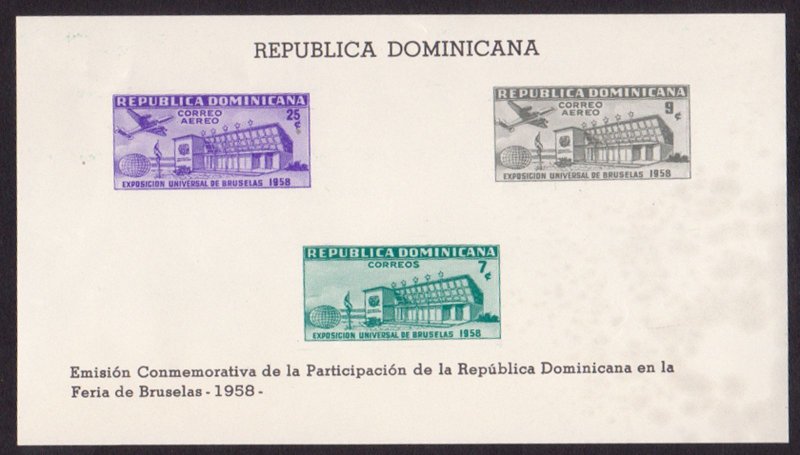 REPUBLICA DOMINICANA
REPUBLICA DOMINICANA
CORREO
AEREO
25
¢
EXPOSICION UNIVERSAL DE BRUSELAS 1958
REPUBLICA DOMINICANA
CORREO
AEREO
9
¢
EXPOSICION UNIVERSAL DE BRUSELAS 1958
REPUBLICA DOMINICANA
CORREOS
7
¢
EXPOSICION UNIVERSAL DE BRUSELAS 1958
Emisión Conmemorativa de la Participación de la República Dominicana en la
Feria de Bruselas - 1958 -